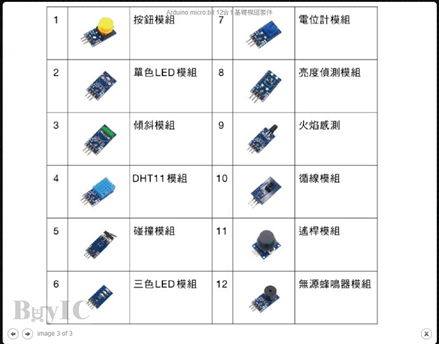 Arduino micro:bit 12合1基礎模組套件
1 按鈕模組 7 電位計模組
2 單色LED模組 8 亮度偵測模組
3 傾斜模組 9 火焰感測
4 DHT11模組 10 循線模組
5 碰撞模組 11 遙桿模組
6 三色LED模組 12 無源蜂鳴器模組
BuyIC
image 3 of 3